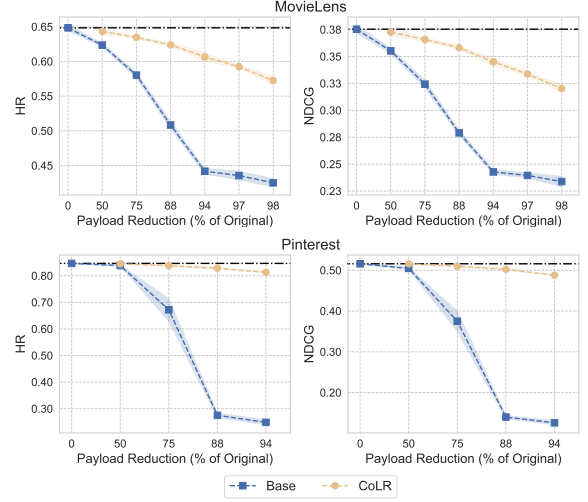 MovieLens
HR
0.65
0.60
0.55
0.50
0.45
0 50 75 88 94 97 98
Payload Reduction (% of Original)
NDCG
0.38
0.35
0.33
0.30
0.28
0.25
0.23
0 50 75 88 94 97 98
Payload Reduction (% of Original)
Pinterest
HR
0.80
0.70
0.60
0.50
0.40
0.30
0 50 75 88 94
Payload Reduction (% of Original)
NDCG
0.50
0.40
0.30
0.20
0 50 75 88 94
Payload Reduction (% of Original)
Base CoLR